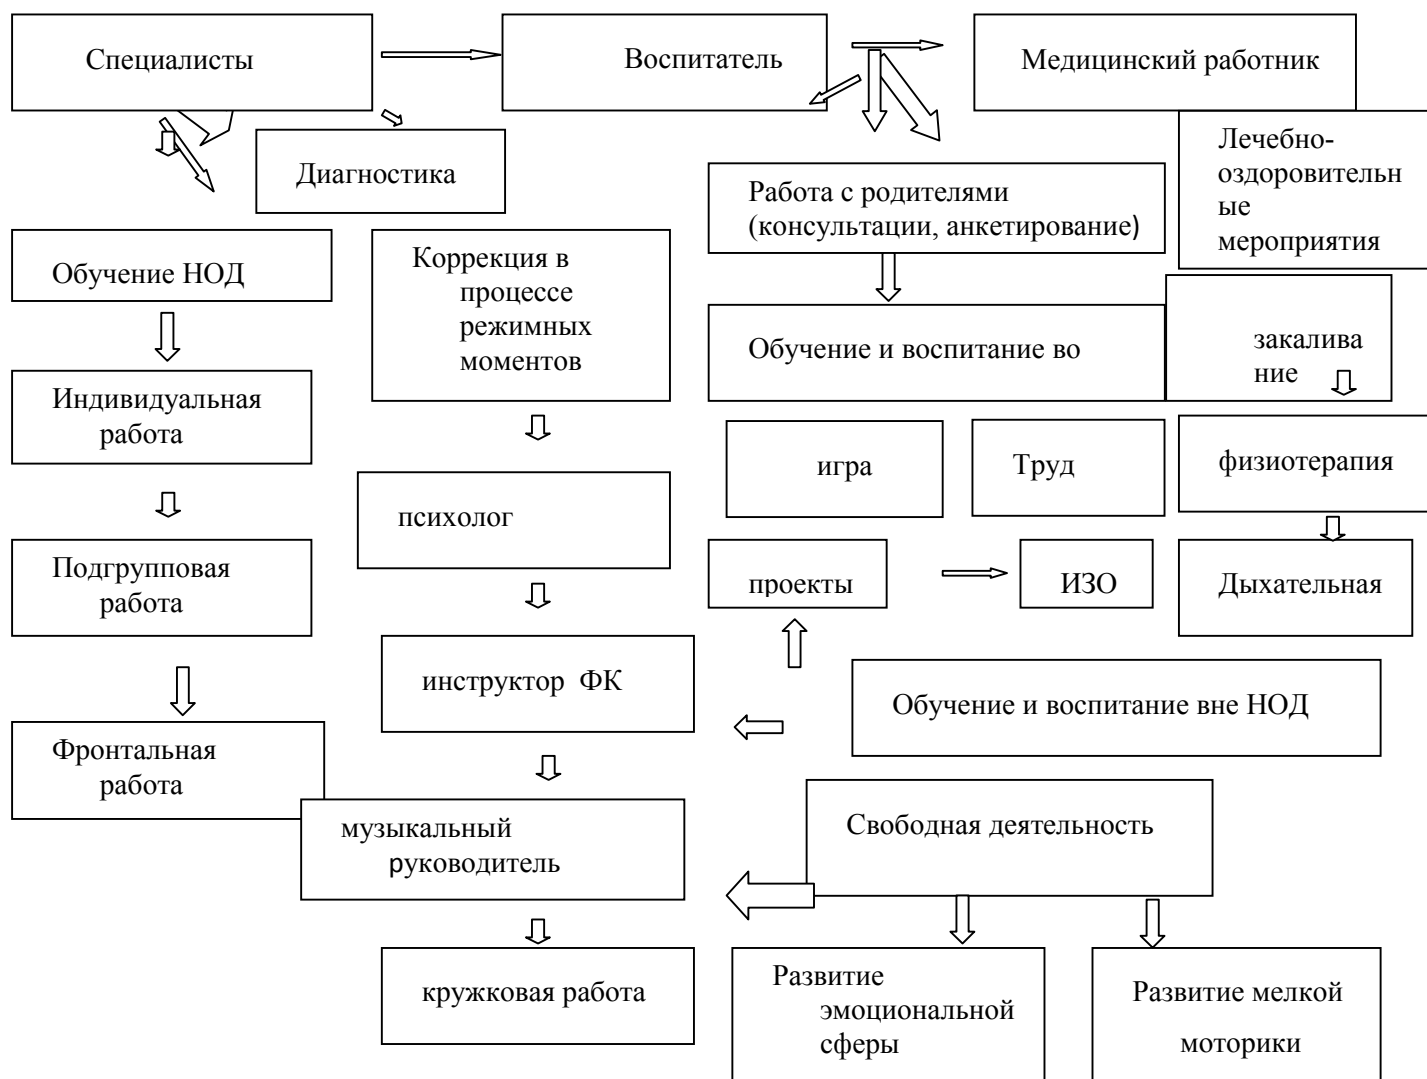 Специалисты
Воспитатель
Медицинский работник
Диагностика
Работа с родителями
(консультации, анкетирование)
Лечебно-
оздоровительн
ые
мероприятия
Обучение НОД
Коррекция в
процессе
режимных
моментов
Обучение и воспитание во
закалива
ние
Индивидуальная
работа
игра
Труд
физиотерапия
психолог
Подгрупповая
работа
проекты
ИЗО
Дыхательная
инструктор ФК
Обучение и воспитание вне НОД
Фронтальная
работа
музыкальный
руководитель
Свободная деятельность
кружковая работа
Развитие
эмоциональной
сферы
Развитие мелкой
моторики